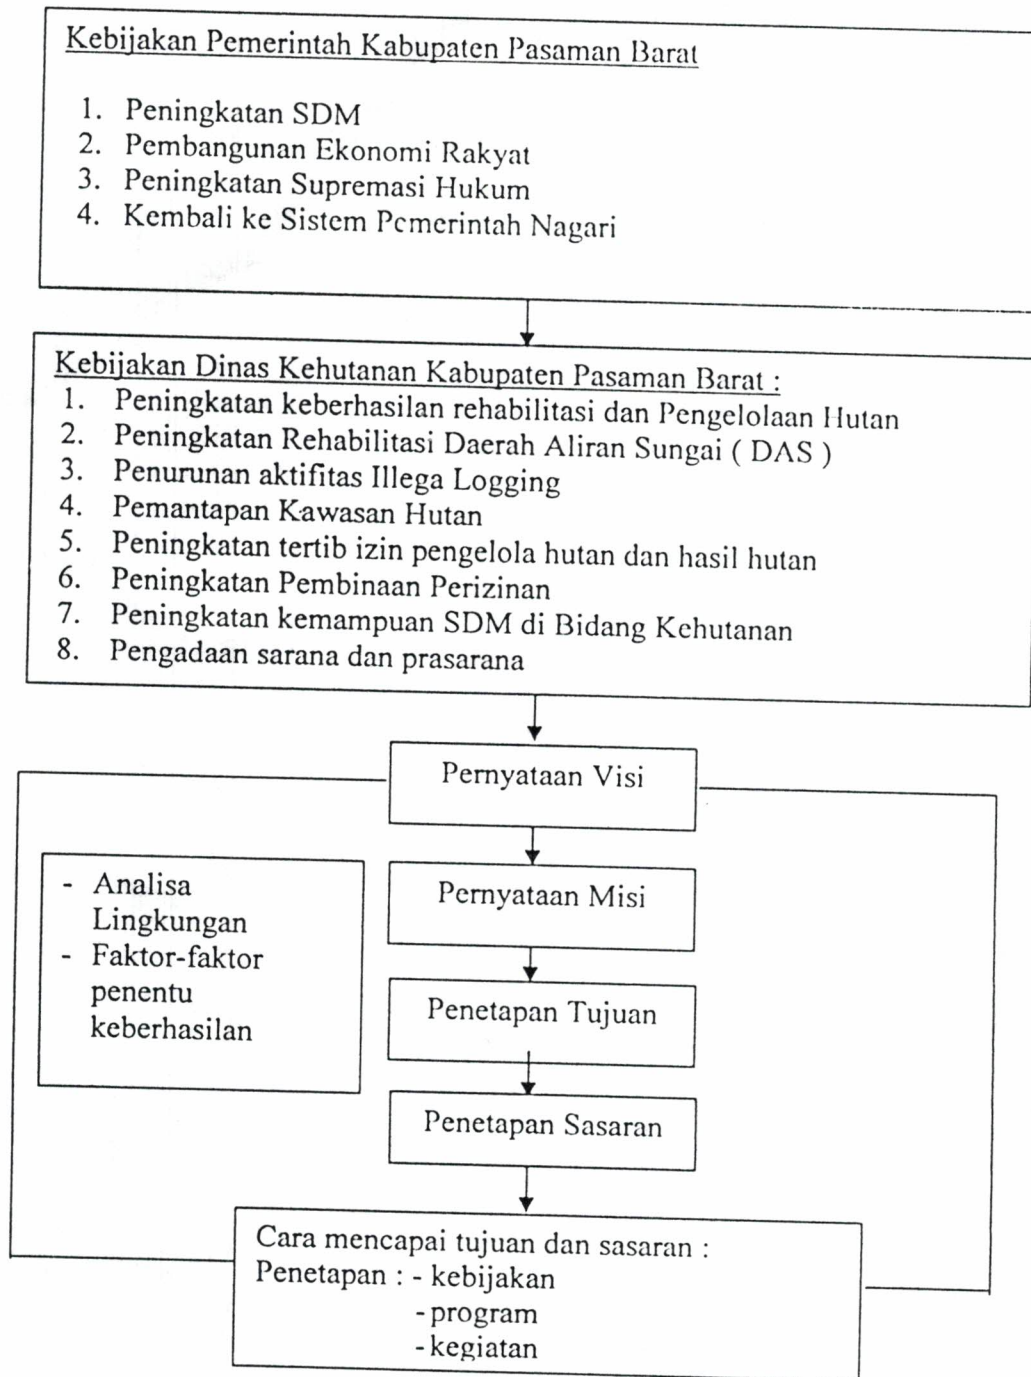 Kebijakan Pemerintah Kabupaten Pasaman Barat
1. Peningkatan SDM
2. Pembangunan Ekonomi Rakyat
3. Peningkatan Supremasi Hukum
4. Kembali ke Sistem Pemerintah Nagari
Kebijakan Dinas Kehutanan Kabupaten Pasaman Barat :
1. Peningkatan keberhasilan rehabilitasi dan Pengelolaan Hutan
2. Peningkatan Rehabilitasi Daerah Aliran Sungai ( DAS )
3. Penurunan aktifitas Illega Logging
4. Pemantapan Kawasan Hutan
5. Peningkatan tertib izin pengelola hutan dan hasil hutan
6. Peningkatan Pembinaan Perizinan
7. Peningkatan kemampuan SDM di Bidang Kehutanan
8. Pengadaan sarana dan prasarana
Pernyataan Visi
- Analisa
Lingkungan
- Faktor-faktor
penentu
keberhasilan
Pernyataan Misi
Penetapan Tujuan
Penetapan Sasaran
Cara mencapai tujuan dan sasaran :
Penetapan : - kebijakan
- program
- kegiatan